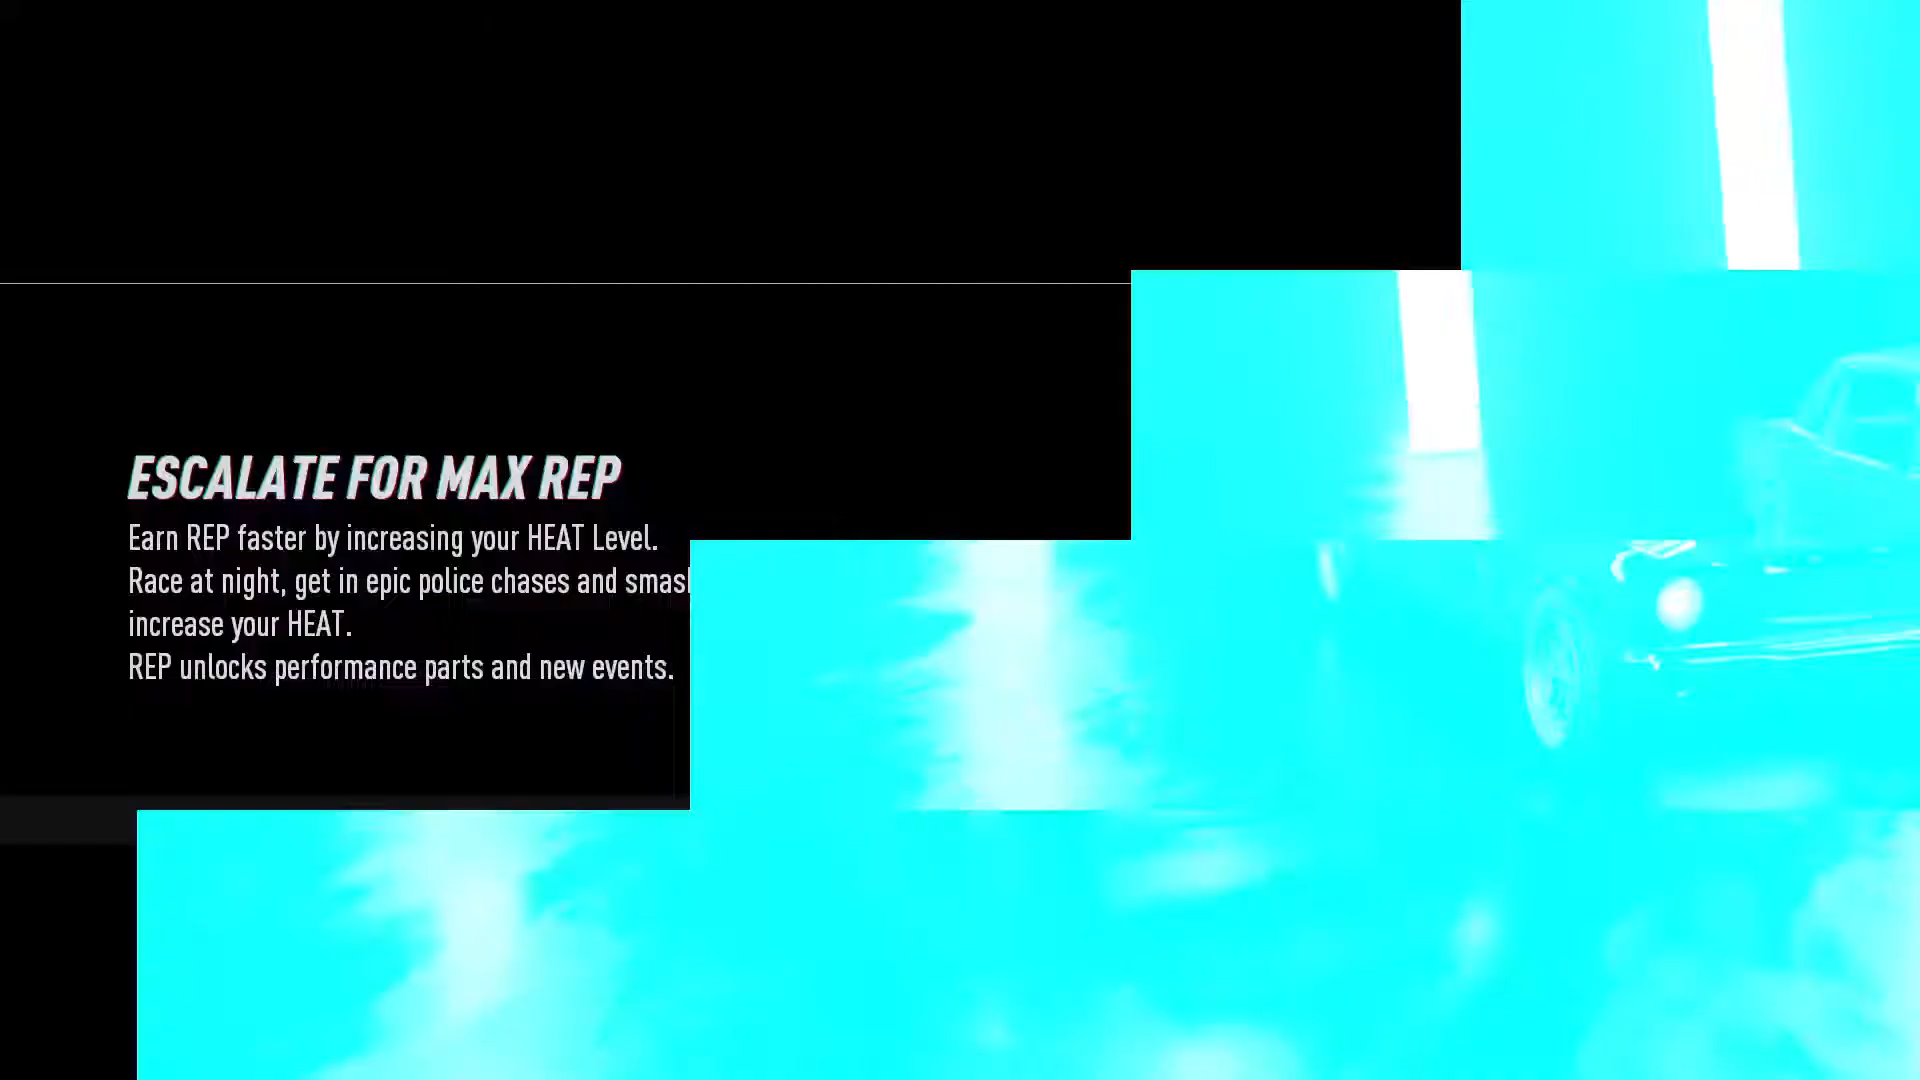 ESCALATE FOR MAX REP
Earn REP faster by increasing your HEAT Level.
Race at night, get in epic police chases and
increase your HEAT.
REP unlocks performance parts and new events.